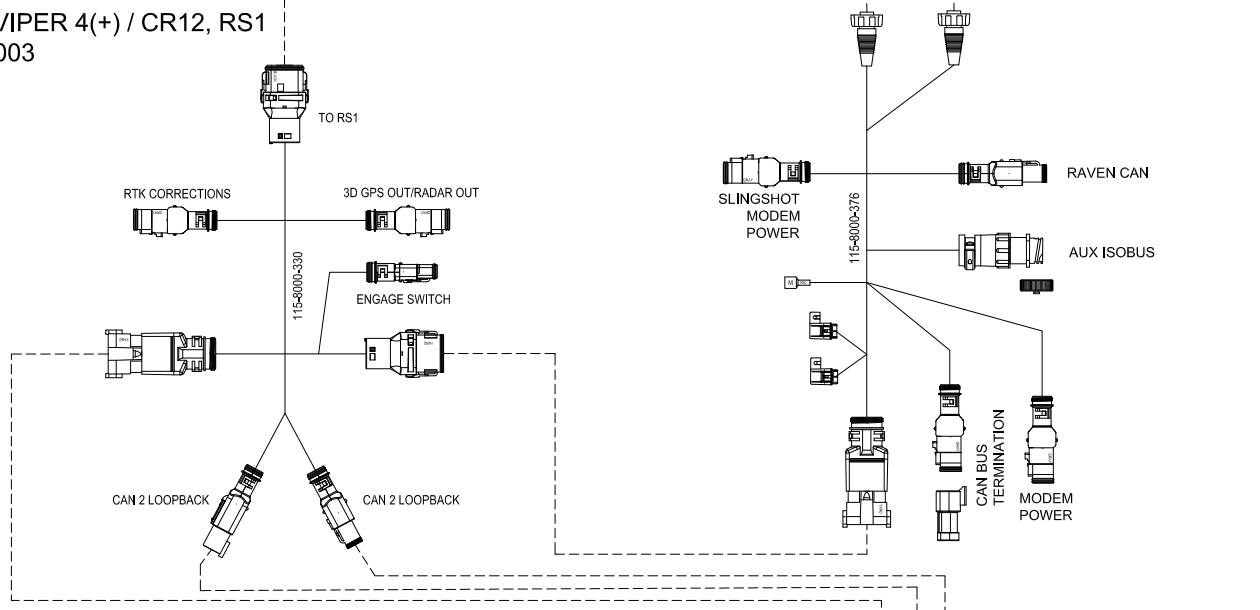 VIPER 4(+) / CR12, RS1
003
TO RS1
RTK CORRECTIONS
3D GPS OUT/RADAR OUT
115-8000-330
ENGAGE SWITCH
CAN 2 LOOPBACK
CAN 2 LOOPBACK
SLINGSHOT
MODEM
POWER
115-8000-376
RAVEN CAN
AUX ISOBUS
M
CAN BUS
TERMINATION
MODEM
POWER